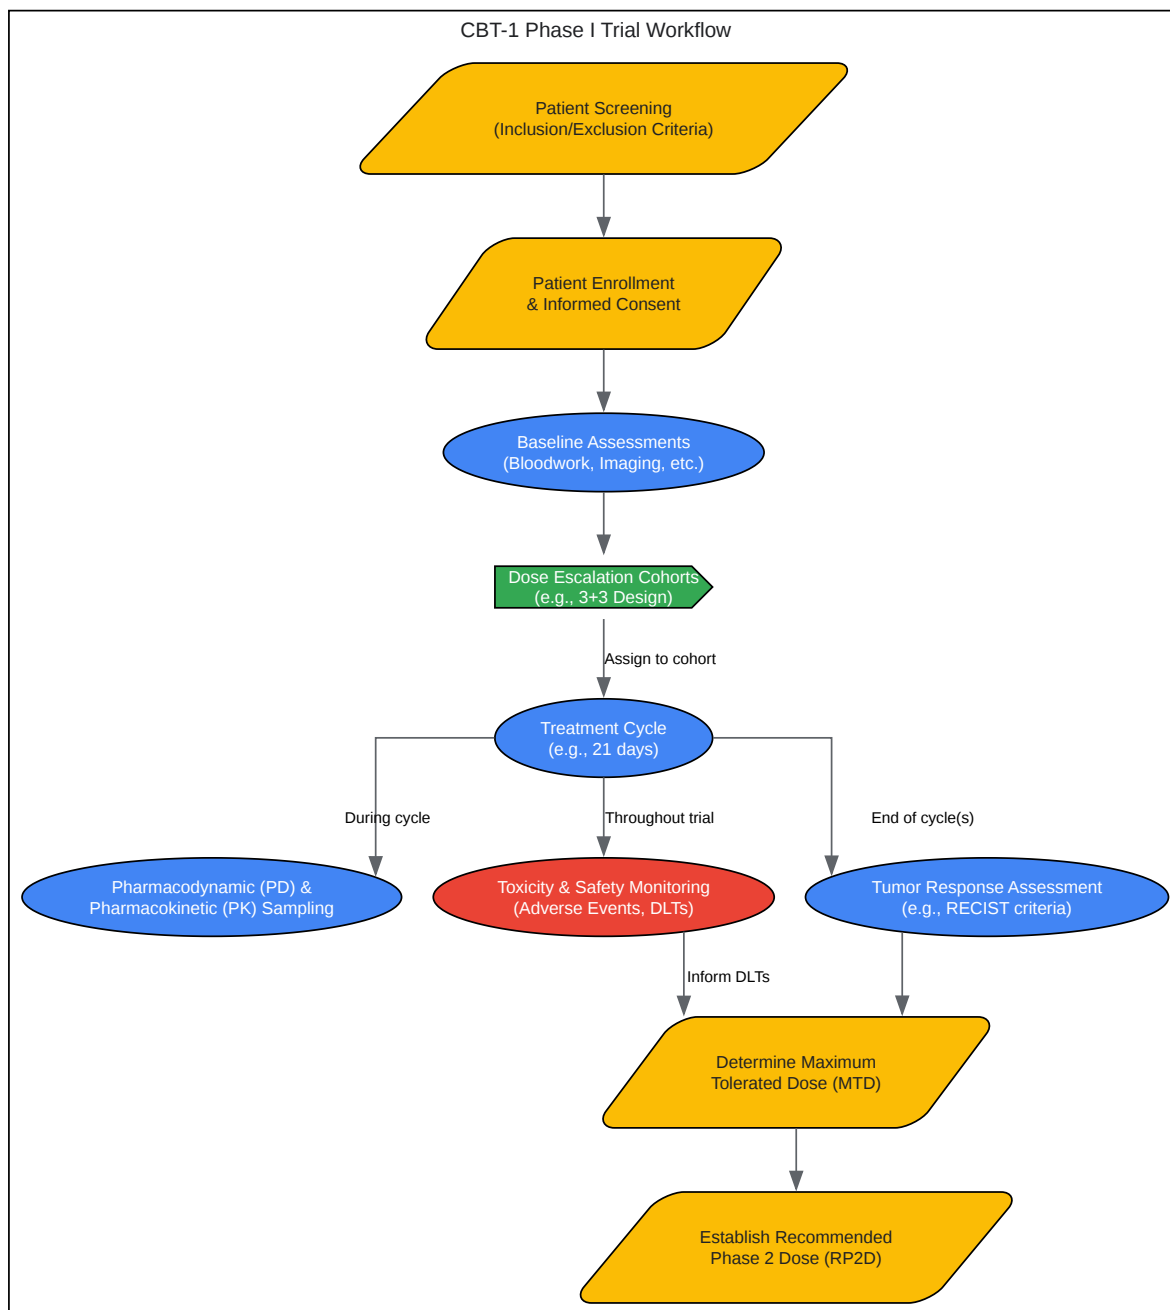 CBT-1 Phase I Trial Workflow
Patient Screening
(Inclusion/Exclusion Criteria)
Patient Enrollment
& Informed Consent
Baseline Assessments
(Bloodwork, Imaging, etc.)
Dose Escalation Cohorts
(e.g., 3+3 Design)
Assign to cohort
Treatment Cycle
(e.g., 21 days)
During cycle
Throughout trial
End of cycle(s)
Pharmacodynamic (PD) &
Pharmacokinetic (PK) Sampling
Toxicity & Safety Monitoring
(Adverse Events, DLTs)
Tumor Response Assessment
(e.g., RECIST criteria)
Inform DLTs
Determine Maximum
Tolerated Dose (MTD)
Establish Recommended
Phase 2 Dose (RP2D)